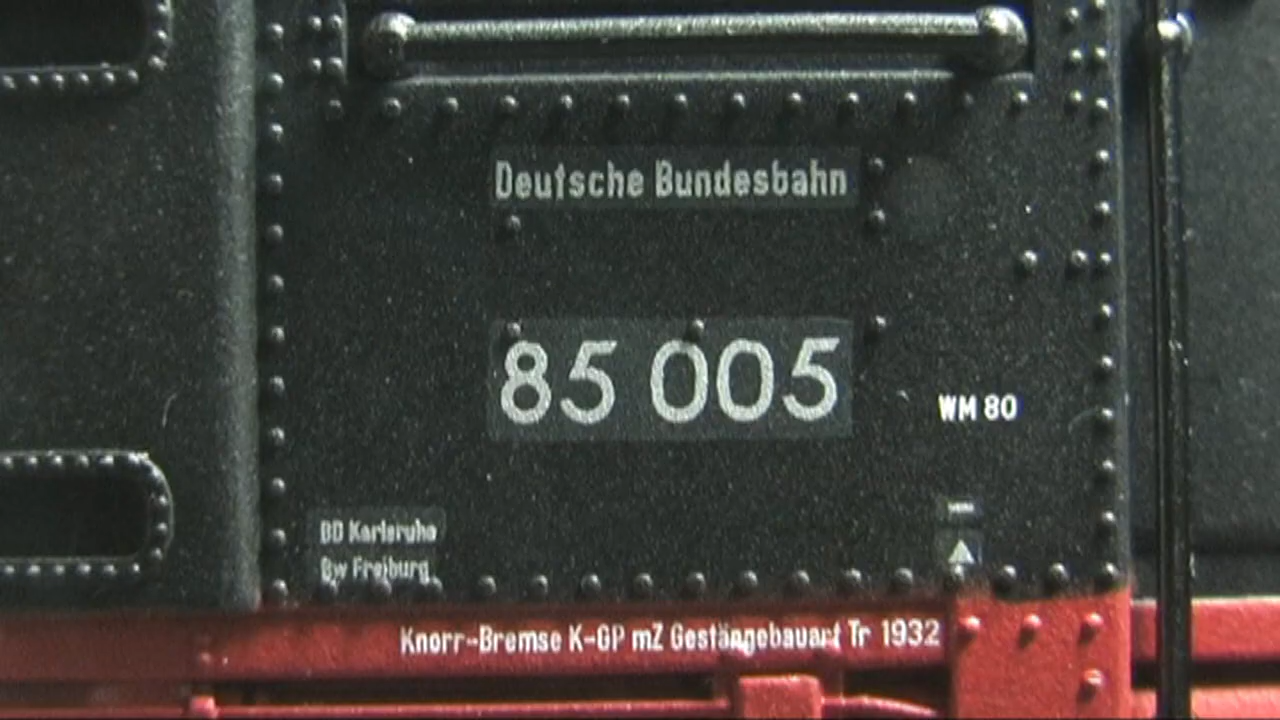 Deutsche Bundesbahn
85 005
WM 80
BD Karlsruhe
Bw Freiburg
Knorr-Bremse K-GP mZ Gestängebauart Tr 1932